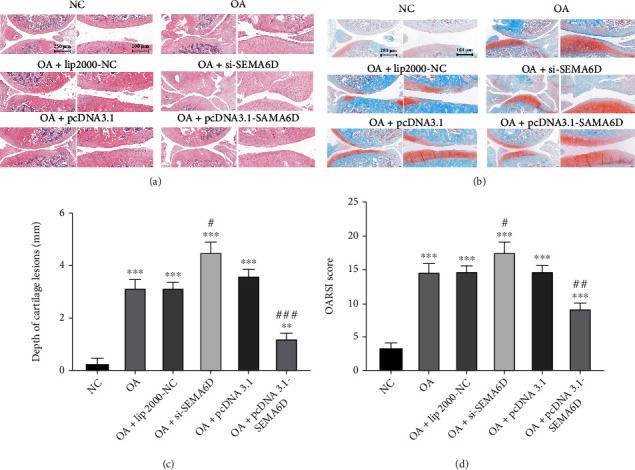 NC
OA
250 μm
100 μm
OA + lip2000-NC
OA + si-SEMA6D
OA + pcDNA3.1
OA + pcDNA3.1-SAMA6D
(a)
NC
OA
250 μm
100 μm
OA + lip2000-NC
OA + si-SEMA6D
OA + pcDNA3.1
OA + pcDNA3.1-SAMA6D
(b)
Depth of cartilage lesions (mm)
6
4
2
0
***
***
#
***
***
###
**
NC
OA
OA + lip 2000-NC
OA + si-SEMA6D
OA + pcDNA 3.1
OA + pcDNA 3.1-
SEMA6D
(c)
OARSI score
25
20
15
10
5
0
***
***
#
***
***
##
***
NC
OA
OA + lip 2000-NC
OA + si-SEMA6D
OA + pcDNA 3.1
OA + pcDNA 3.1-
SEMA6D
(d)